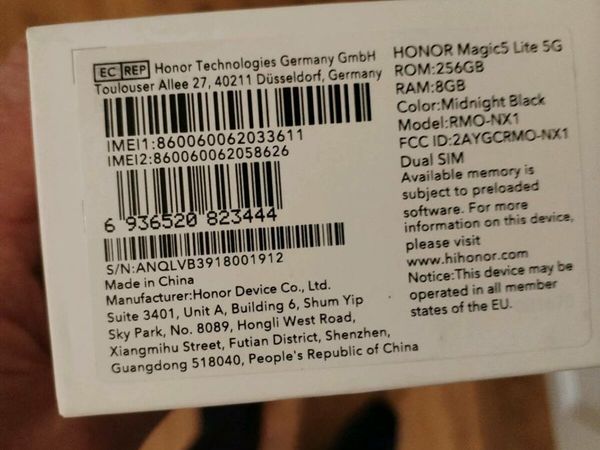 EC REP Honor Technologies Germany GmbH
Toulouser Allee 27, 40211 Düsseldorf, Germany
IMEI1:860060062033611
IMEI2:860060062058626
6 936520 823444
S/N:ANQLVB3918001912
Made in China
Manufacturer:Honor Device Co., Ltd.
Suite 3401, Unit A, Building 6, Shum Yip
Sky Park, No. 8089, Hongli West Road,
Xiangmihu Street, Futian District, Shenzhen,
Guangdong 518040, People's Republic of China
HONOR Magic5 Lite 5G
ROM:256GB
RAM:8GB
Color:Midnight Black
Model:RMO-NX1
FCC ID:2AYGCRMO-NX1
Dual SIM
Available memory is
subject to preloaded
software. For more
information on this device,
please visit
www.hihonor.com
Notice:This device may be
operated in all member
states of the EU.